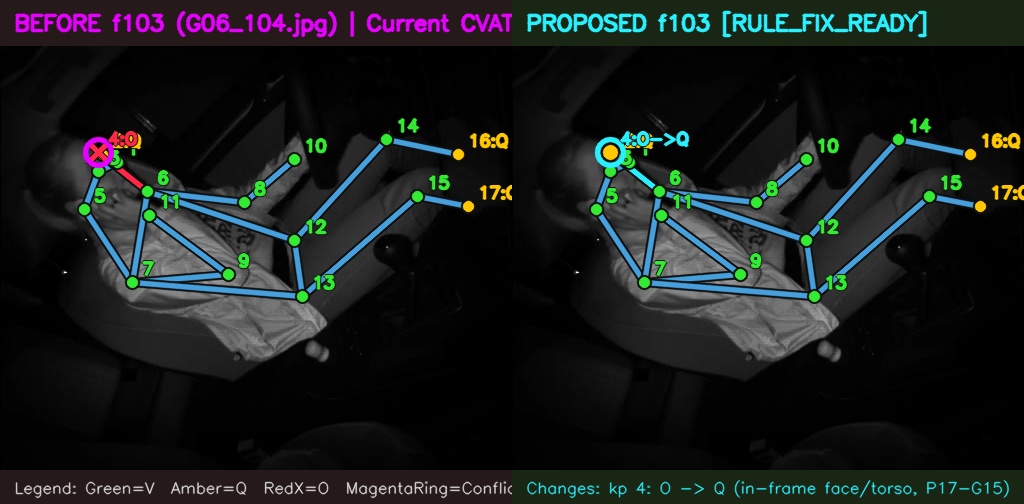 BEFORE f103 (G06_104.jpg) | Current CVAT
PROPOSED f103 [RULE_FIX_READY]
4:O
14
16:Q
10
15
6
8
5
11
17:Q
12
9
7
13
4:O->Q
14
16:Q
10
15
6
8
5
11
17:Q
12
9
7
13
Legend: Green=V Amber=Q RedX=O MagentaRing=Conflic
Changes: kp 4: O -> Q (in-frame face/torso, P17-G15)